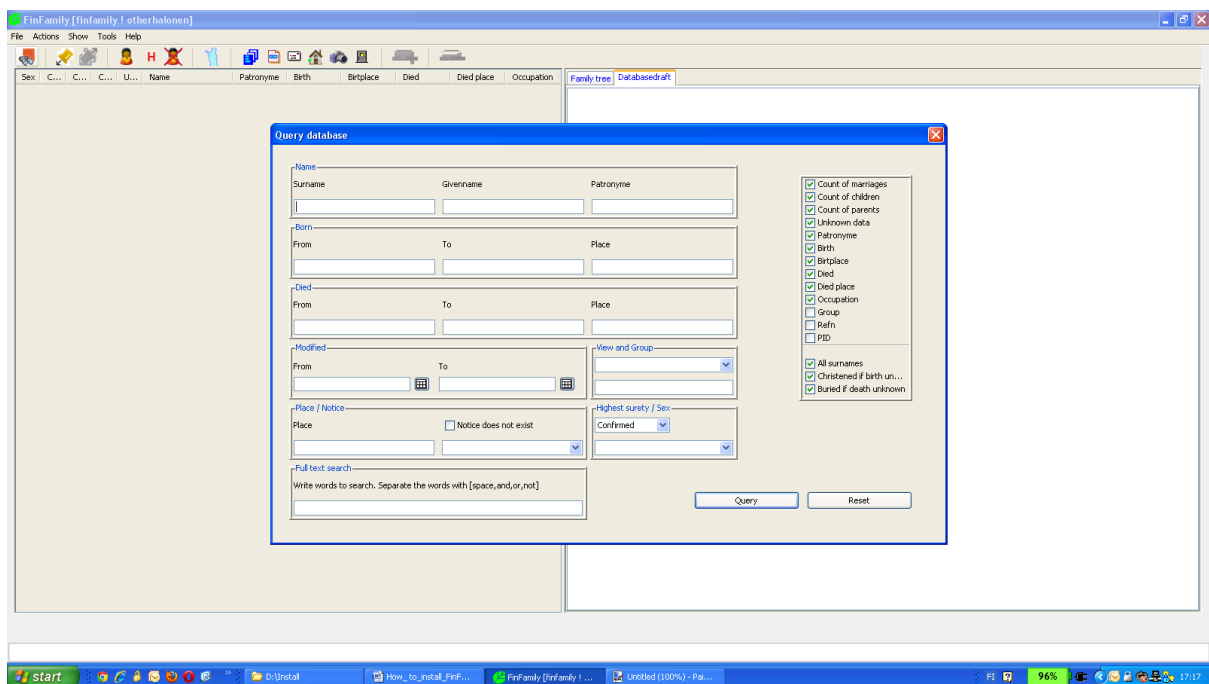 FinFamily [finfamily ! otherhalonen]
File Actions Show Tools Help
H
Sex C... C... C... U... Name Patronyme Birth Birtplace Died Died place Occupation
Family tree Databasedraft
Query database
Name
Surname Givenname Patronyme
Born
From To Place
Died
From To Place
Modified
From To
View and Group
Place / Notice
Place Notice does not exist
Highest surety / Sex
Confirmed
Full text search
Write words to search. Separate the words with [space,and,or,not]
Count of marriages
Count of children
Count of parents
Unknown data
Patronyme
Birth
Birtplace
Died
Died place
Occupation
Group
Refn
PID
All surnames
Christened if birth un...
Buried if death unknown
Query Reset
start D:\Install How_to_install_FinF... FinFamily [finfamily ! ... Untitled (100%) - Pai... FI 96% 17:17